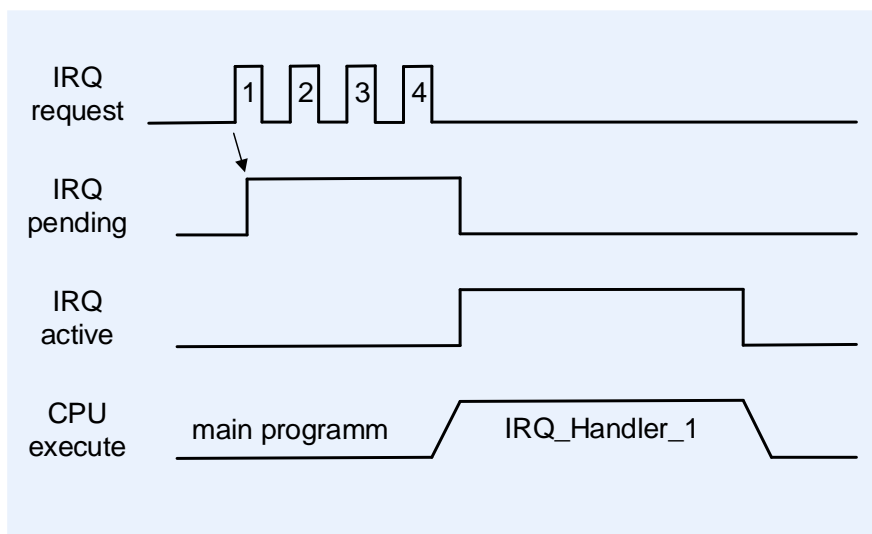 IRQ
request
1 2 3 4
IRQ
pending
IRQ
active
CPU
execute
main programm
IRQ_Handler_1